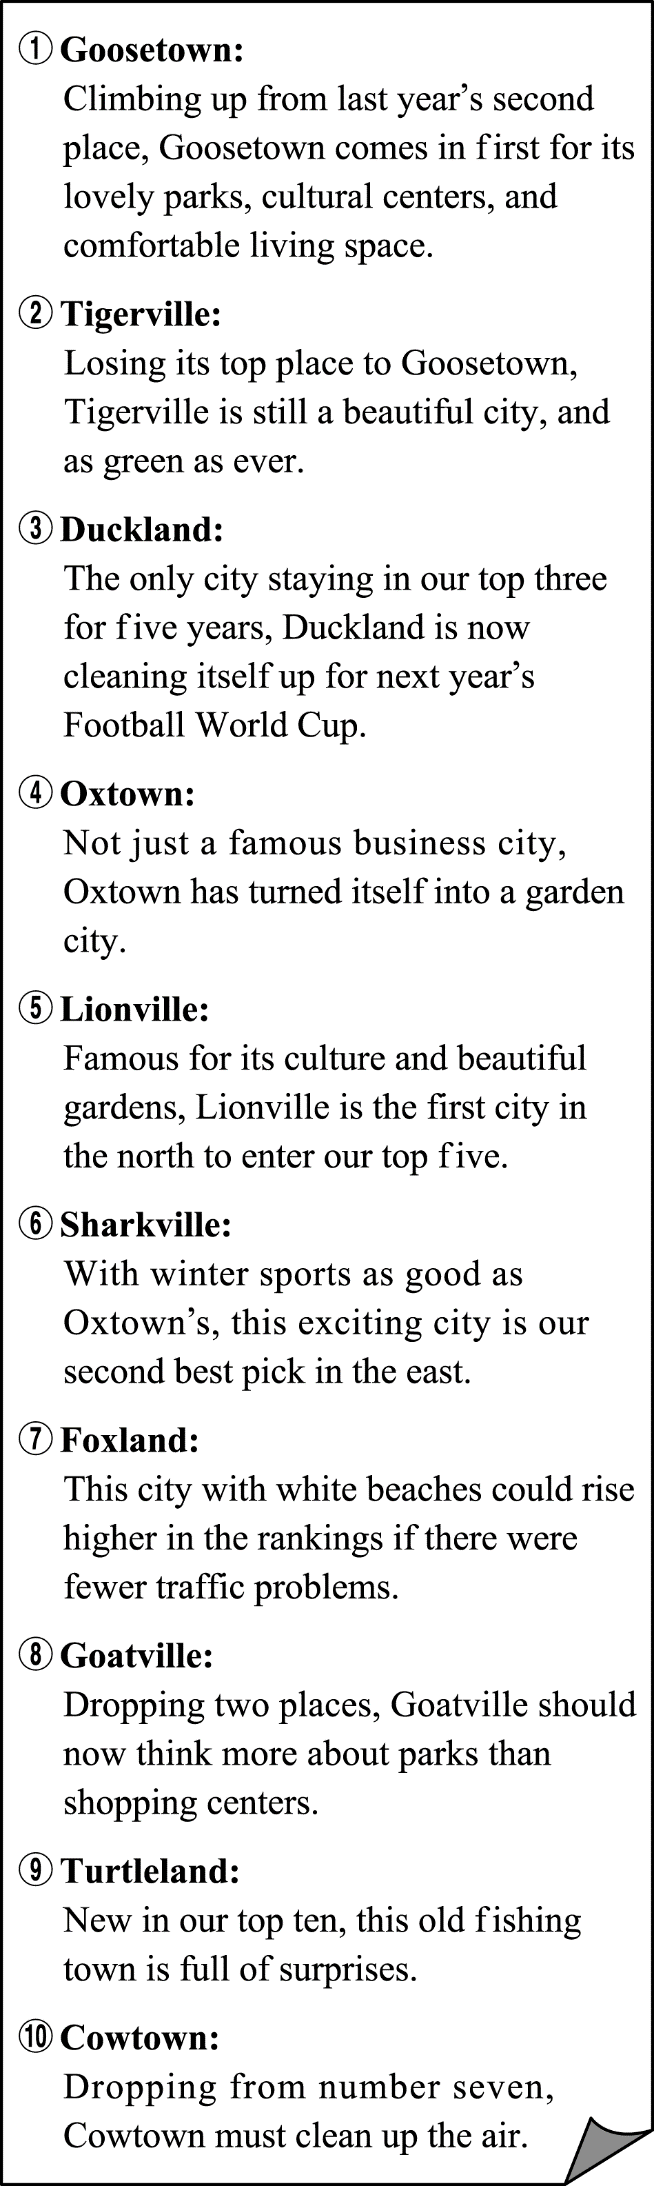 ① Goosetown:
Climbing up from last year's second
place, Goosetown comes in first for its
lovely parks, cultural centers, and
comfortable living space.
② Tigerville:
Losing its top place to Goosetown,
Tigerville is still a beautiful city, and
as green as ever.
③ Duckland:
The only city staying in our top three
for five years, Duckland is now
cleaning itself up for next year's
Football World Cup.
④ Oxtown:
Not just a famous business city,
Oxtown has turned itself into a garden
city.
⑤ Lionville:
Famous for its culture and beautiful
gardens, Lionville is the first city in
the north to enter our top five.
⑥ Sharkville:
With winter sports as good as
Oxtown's, this exciting city is our
second best pick in the east.
⑦ Foxland:
This city with white beaches could rise
higher in the rankings if there were
fewer traffic problems.
⑧ Goatville:
Dropping two places, Goatville should
now think more about parks than
shopping centers.
⑨ Turtleland:
New in our top ten, this old fishing
town is full of surprises.
⑩ Cowtown:
Dropping from number seven,
Cowtown must clean up the air.